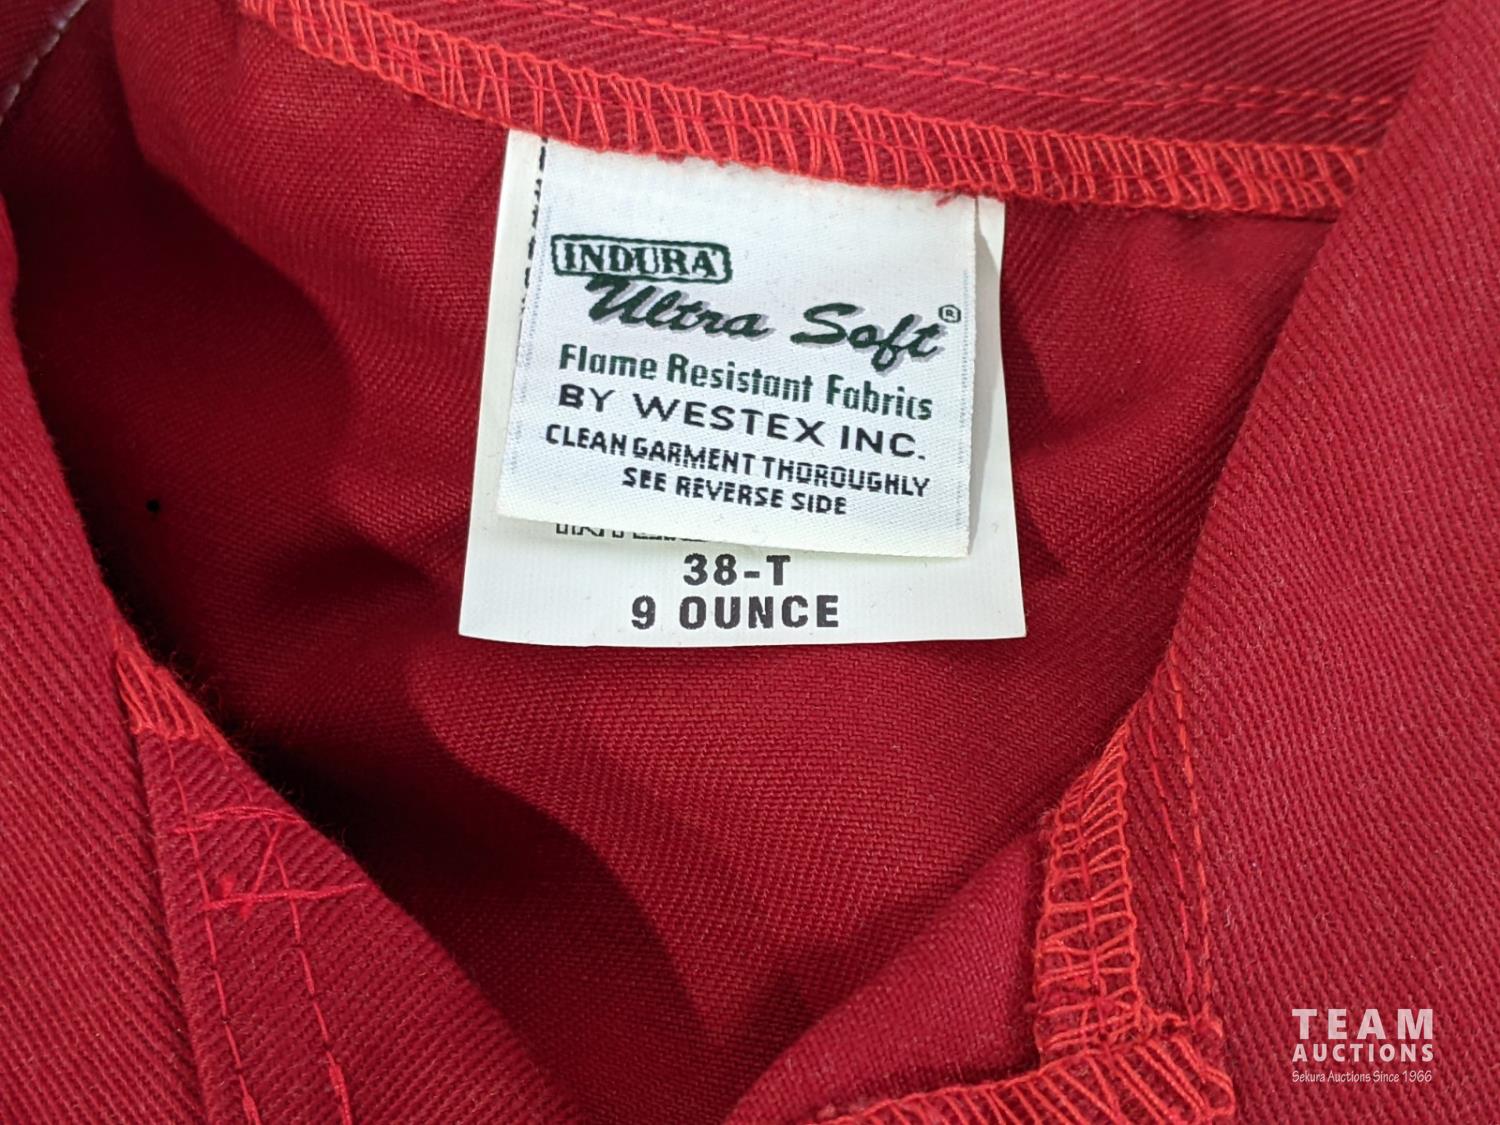 INDURA
Ultra Soft®
Flame Resistant Fabrics
BY WESTEX INC.
CLEAN GARMENT THOROUGHLY
SEE REVERSE SIDE
38-T
9 OUNCE
TEAM
AUCTIONS
Sekura Auctions Since 1966